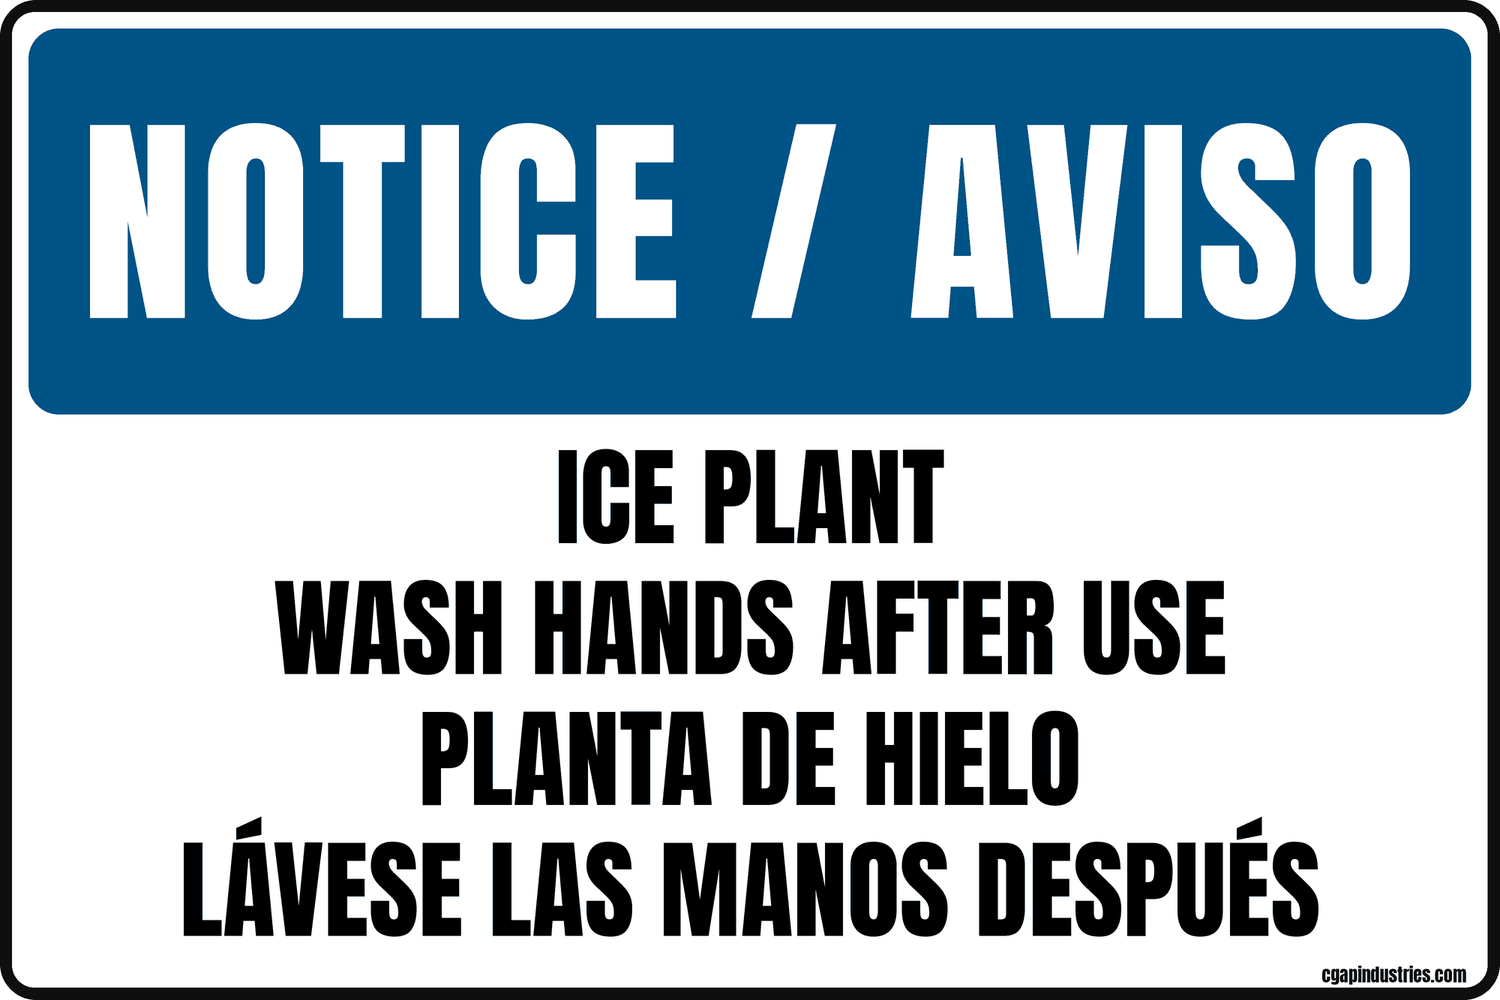 NOTICE / AVISO
ICE PLANT
WASH HANDS AFTER USE
PLANTA DE HIELO
LÁVESE LAS MANOS DESPUÉS
cgapindustries.com